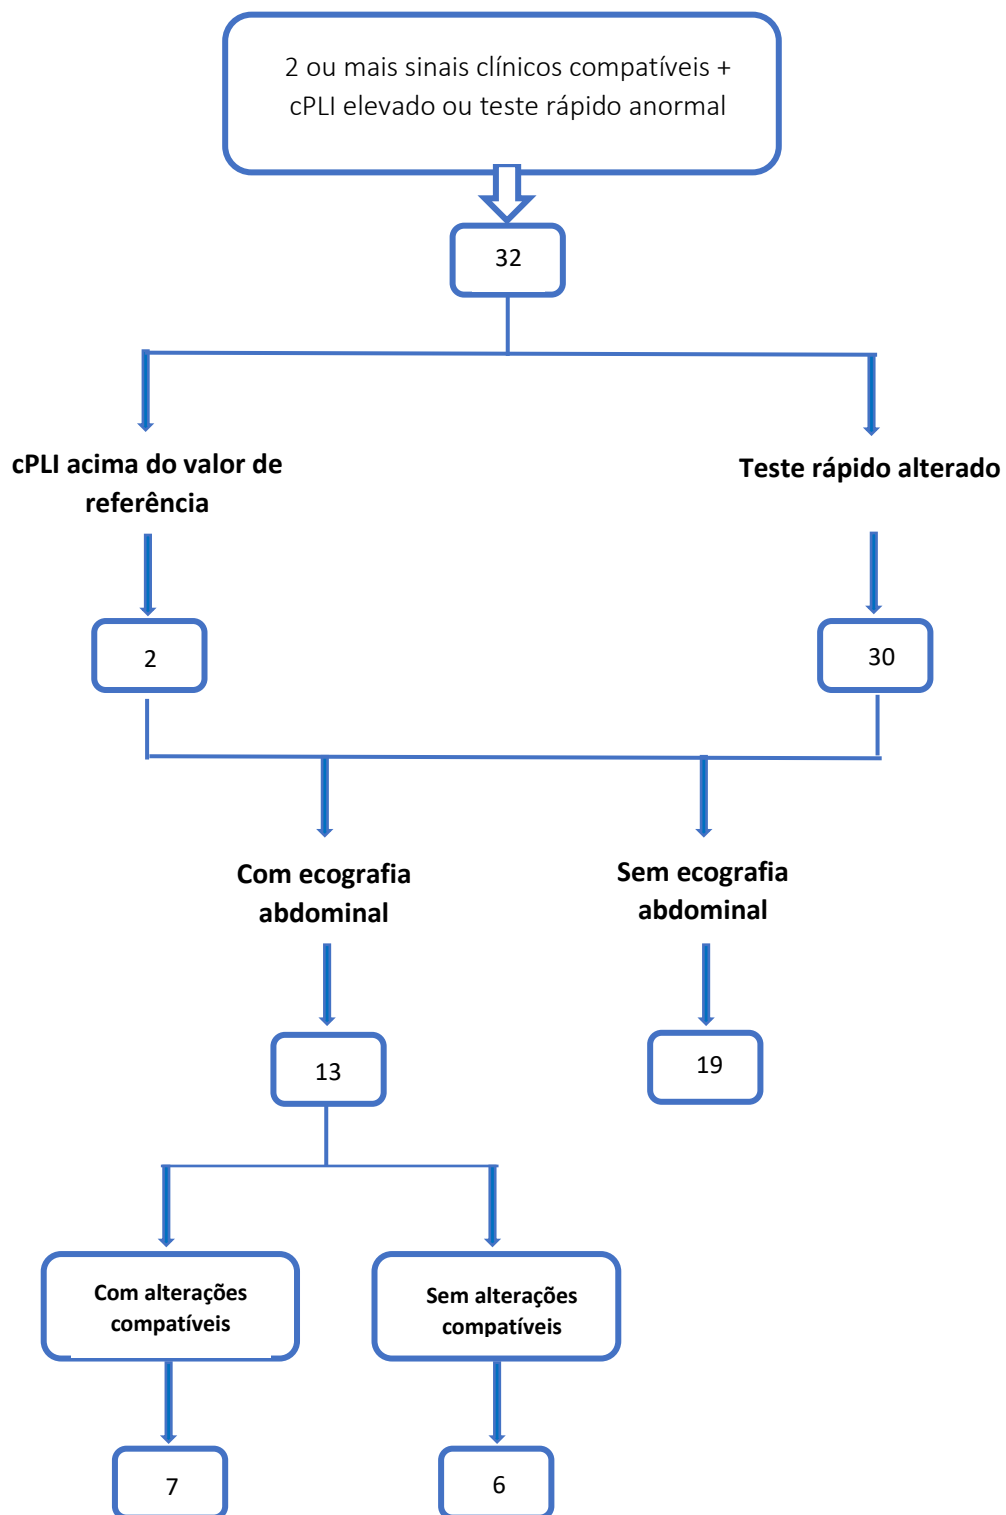 2 ou mais sinais clínicos compatíveis +
cPLI elevado ou teste rápido anormal
32
cPLI acima do valor de
referência
Teste rápido alterado
2
30
Com ecografia
abdominal
Sem ecografia
abdominal
13
19
Com alterações
compatíveis
Sem alterações
compatíveis
7
6